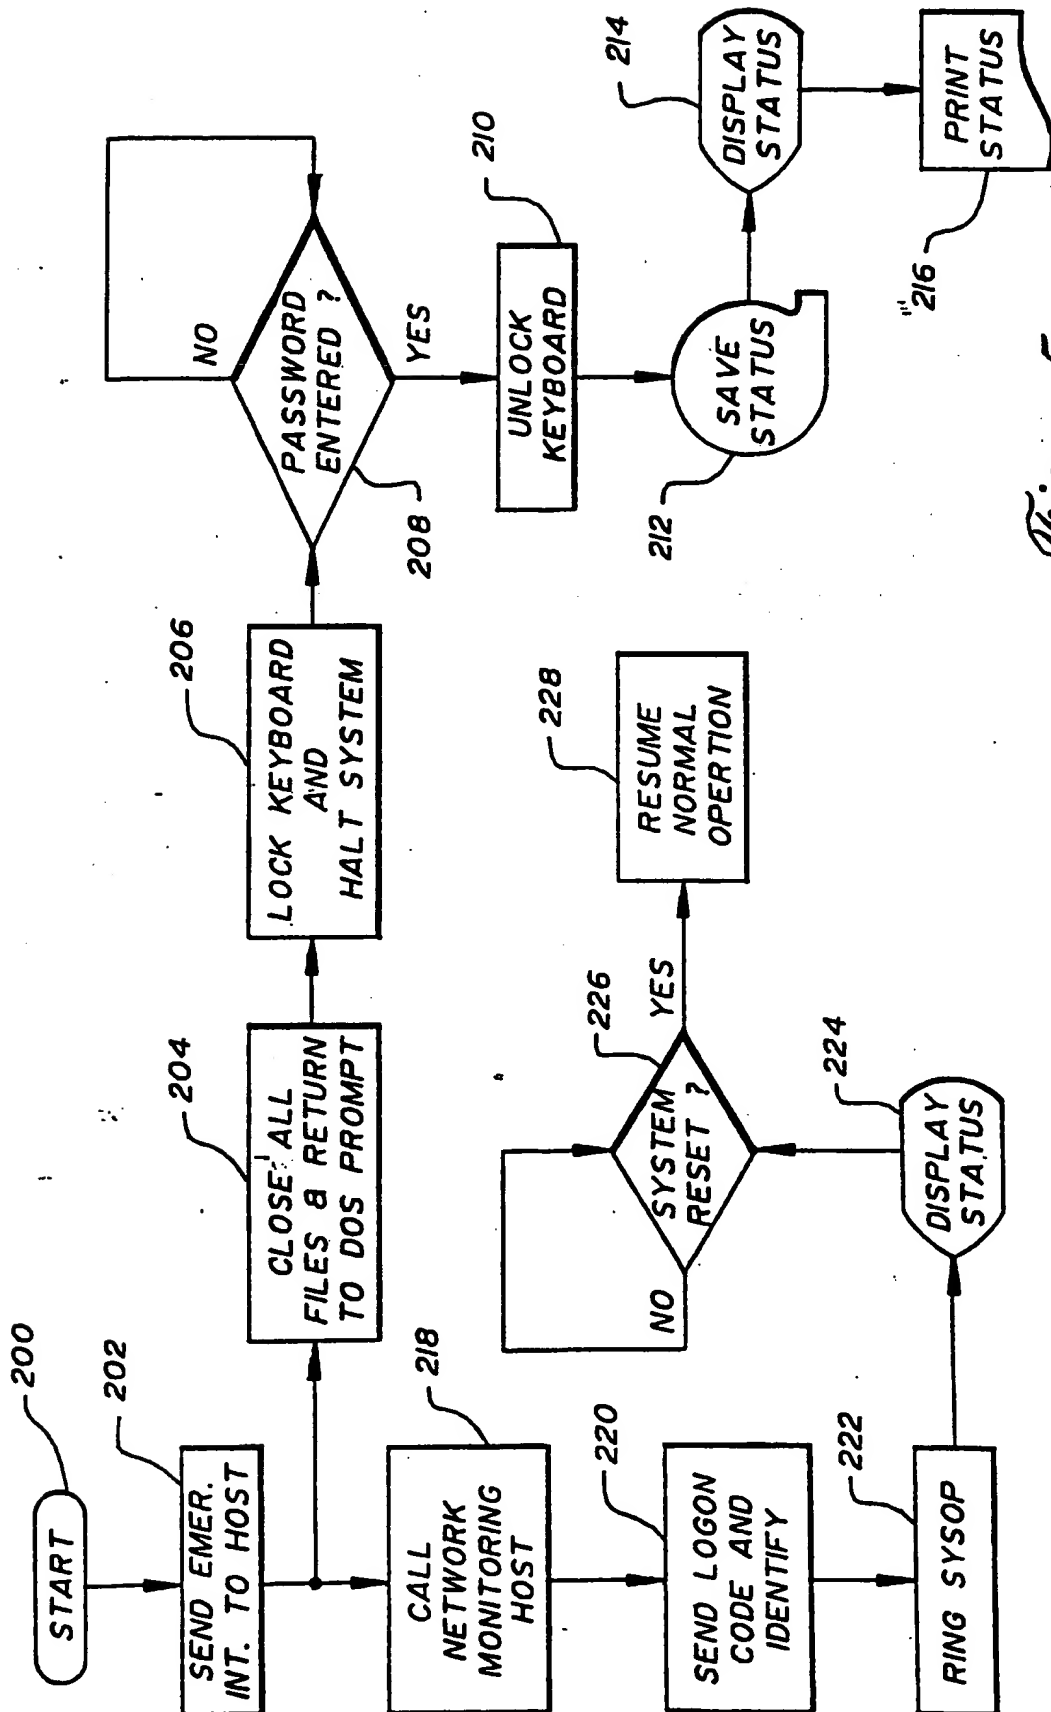 START
200
SEND EMER.
INT. TO HOST
202
CLOSE ALL
FILES & RETURN
TO DOS PROMPT
204
LOCK KEYBOARD
AND
HALT SYSTEM
206
PASSWORD
ENTERED ?
208
NO
YES
UNLOCK
KEYBOARD
210
SAVE
STATUS
212
DISPLAY
STATUS
214
PRINT
STATUS
216
CALL
NETWORK
MONITORING
HOST
218
SEND LOGON
CODE AND
IDENTIFY
220
RING SYSOP
222
DISPLAY
STATUS
224
SYSTEM
RESET ?
226
NO
YES
RESUME
NORMAL
OPERTION
228